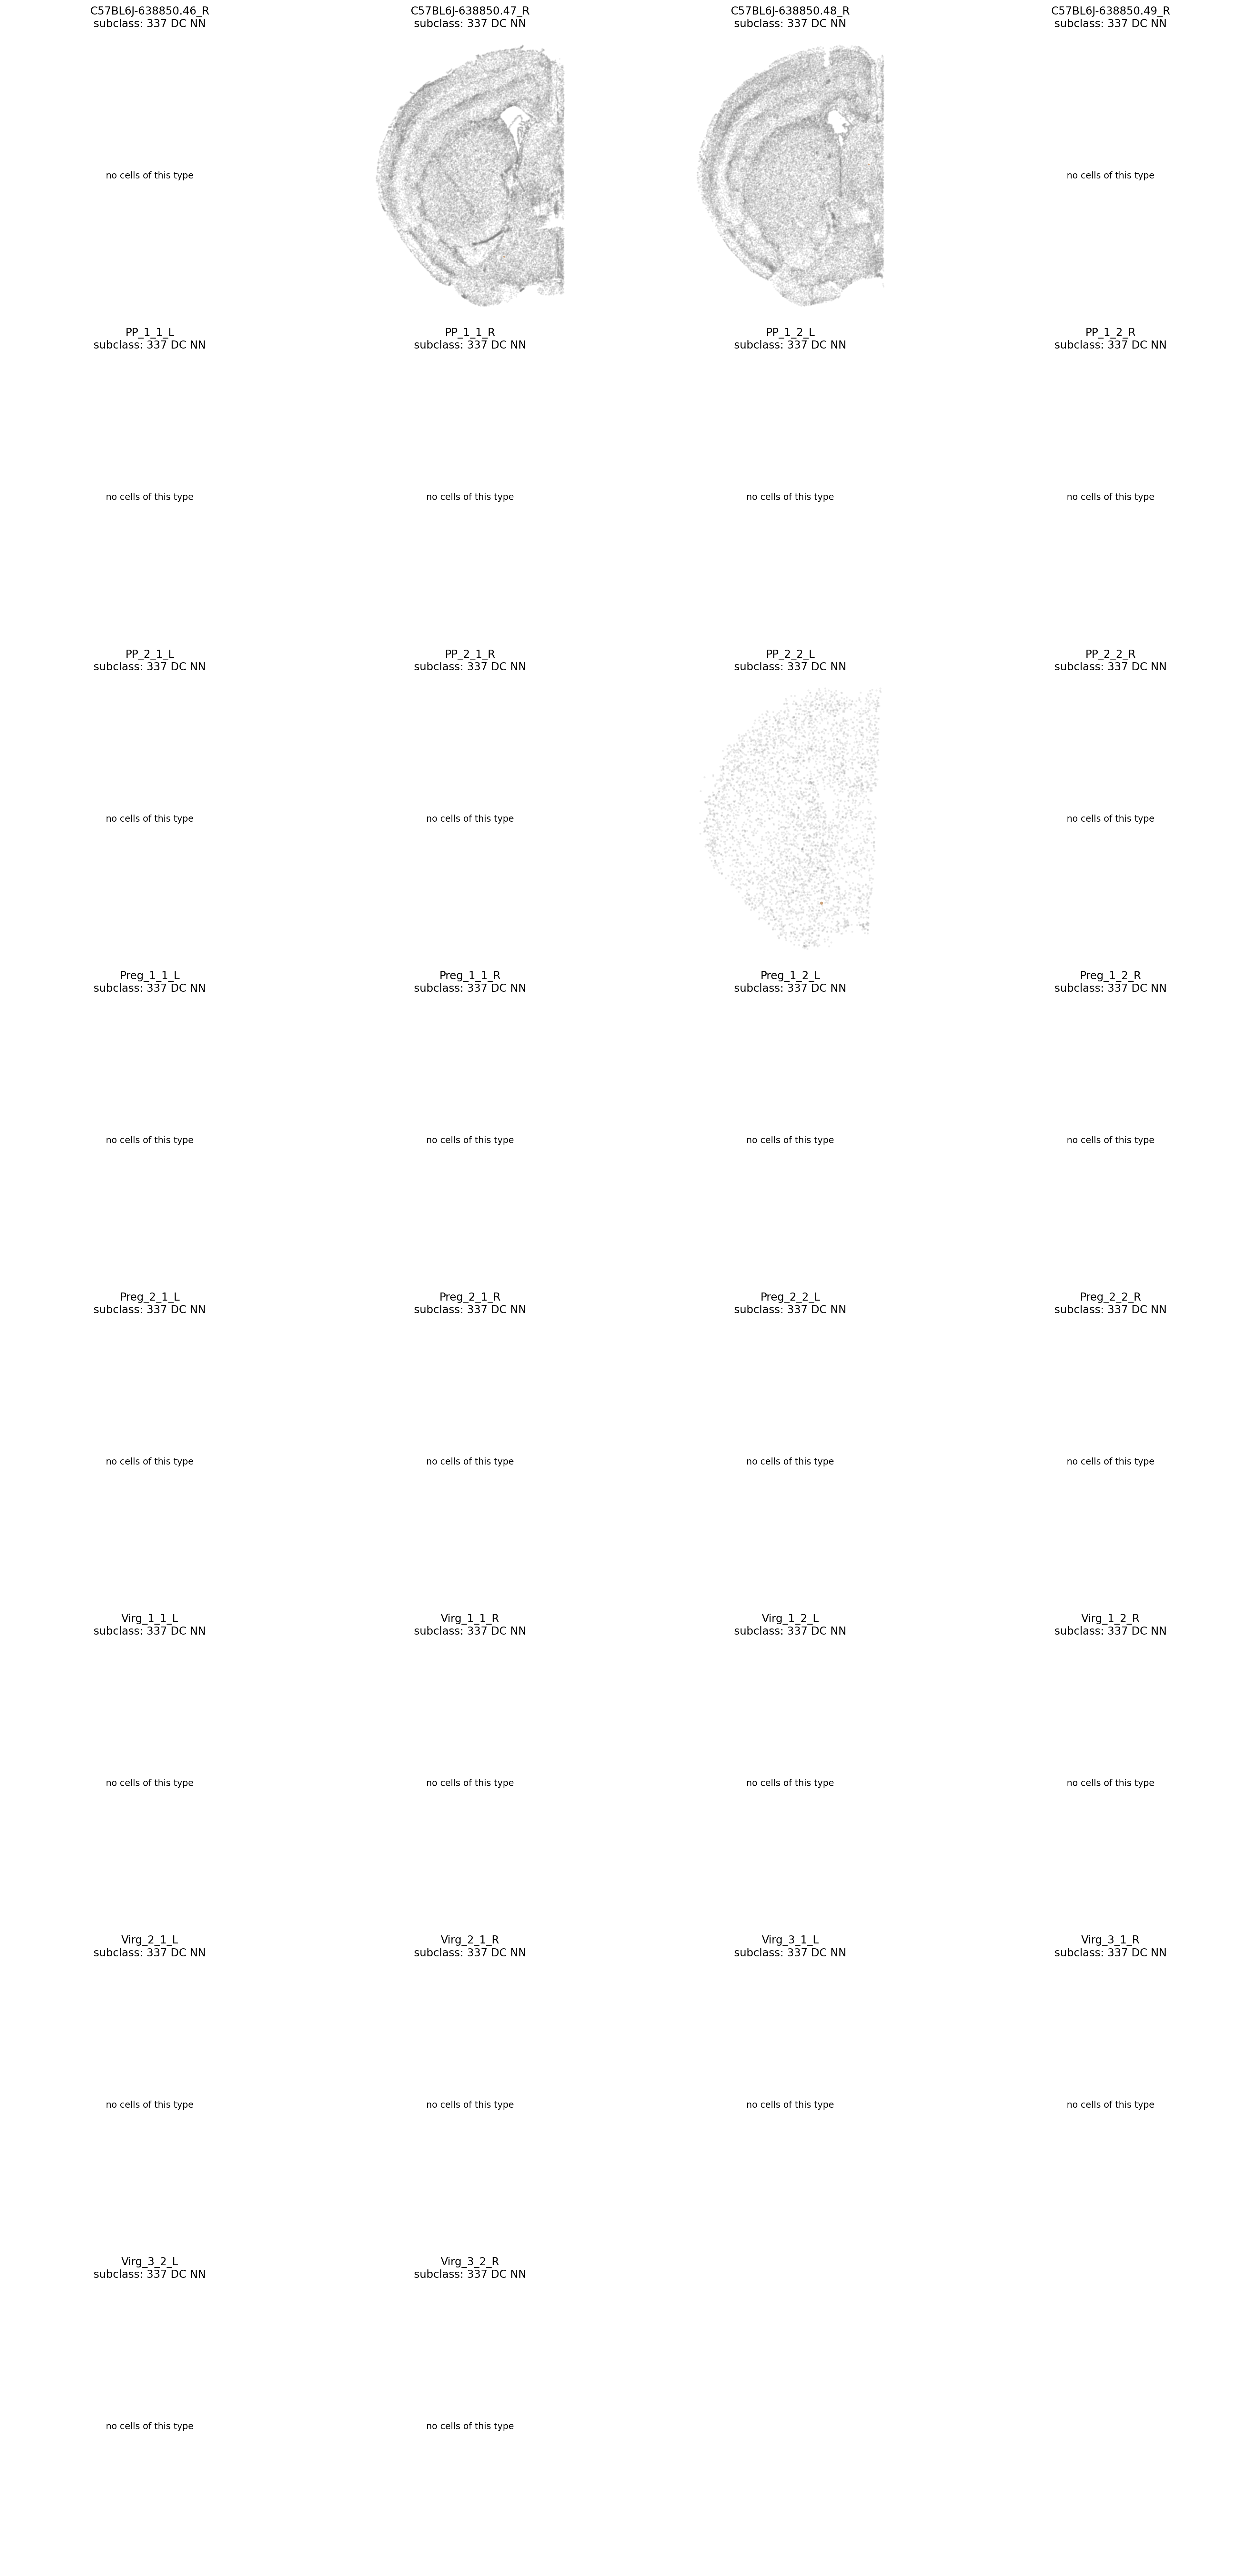 C57BL6J-638850.46_R
subclass: 337 DC NN
C57BL6J-638850.47_R
subclass: 337 DC NN
C57BL6J-638850.48_R
subclass: 337 DC NN
C57BL6J-638850.49_R
subclass: 337 DC NN
no cells of this type
no cells of this type
PP_1_1_L
subclass: 337 DC NN
PP_1_1_R
subclass: 337 DC NN
PP_1_2_L
subclass: 337 DC NN
PP_1_2_R
subclass: 337 DC NN
no cells of this type
no cells of this type
no cells of this type
no cells of this type
PP_2_1_L
subclass: 337 DC NN
PP_2_1_R
subclass: 337 DC NN
PP_2_2_L
subclass: 337 DC NN
PP_2_2_R
subclass: 337 DC NN
no cells of this type
no cells of this type
no cells of this type
Preg_1_1_L
subclass: 337 DC NN
Preg_1_1_R
subclass: 337 DC NN
Preg_1_2_L
subclass: 337 DC NN
Preg_1_2_R
subclass: 337 DC NN
no cells of this type
no cells of this type
no cells of this type
no cells of this type
Preg_2_1_L
subclass: 337 DC NN
Preg_2_1_R
subclass: 337 DC NN
Preg_2_2_L
subclass: 337 DC NN
Preg_2_2_R
subclass: 337 DC NN
no cells of this type
no cells of this type
no cells of this type
no cells of this type
Virg_1_1_L
subclass: 337 DC NN
Virg_1_1_R
subclass: 337 DC NN
Virg_1_2_L
subclass: 337 DC NN
Virg_1_2_R
subclass: 337 DC NN
no cells of this type
no cells of this type
no cells of this type
no cells of this type
Virg_2_1_L
subclass: 337 DC NN
Virg_2_1_R
subclass: 337 DC NN
Virg_3_1_L
subclass: 337 DC NN
Virg_3_1_R
subclass: 337 DC NN
no cells of this type
no cells of this type
no cells of this type
no cells of this type
Virg_3_2_L
subclass: 337 DC NN
Virg_3_2_R
subclass: 337 DC NN
no cells of this type
no cells of this type